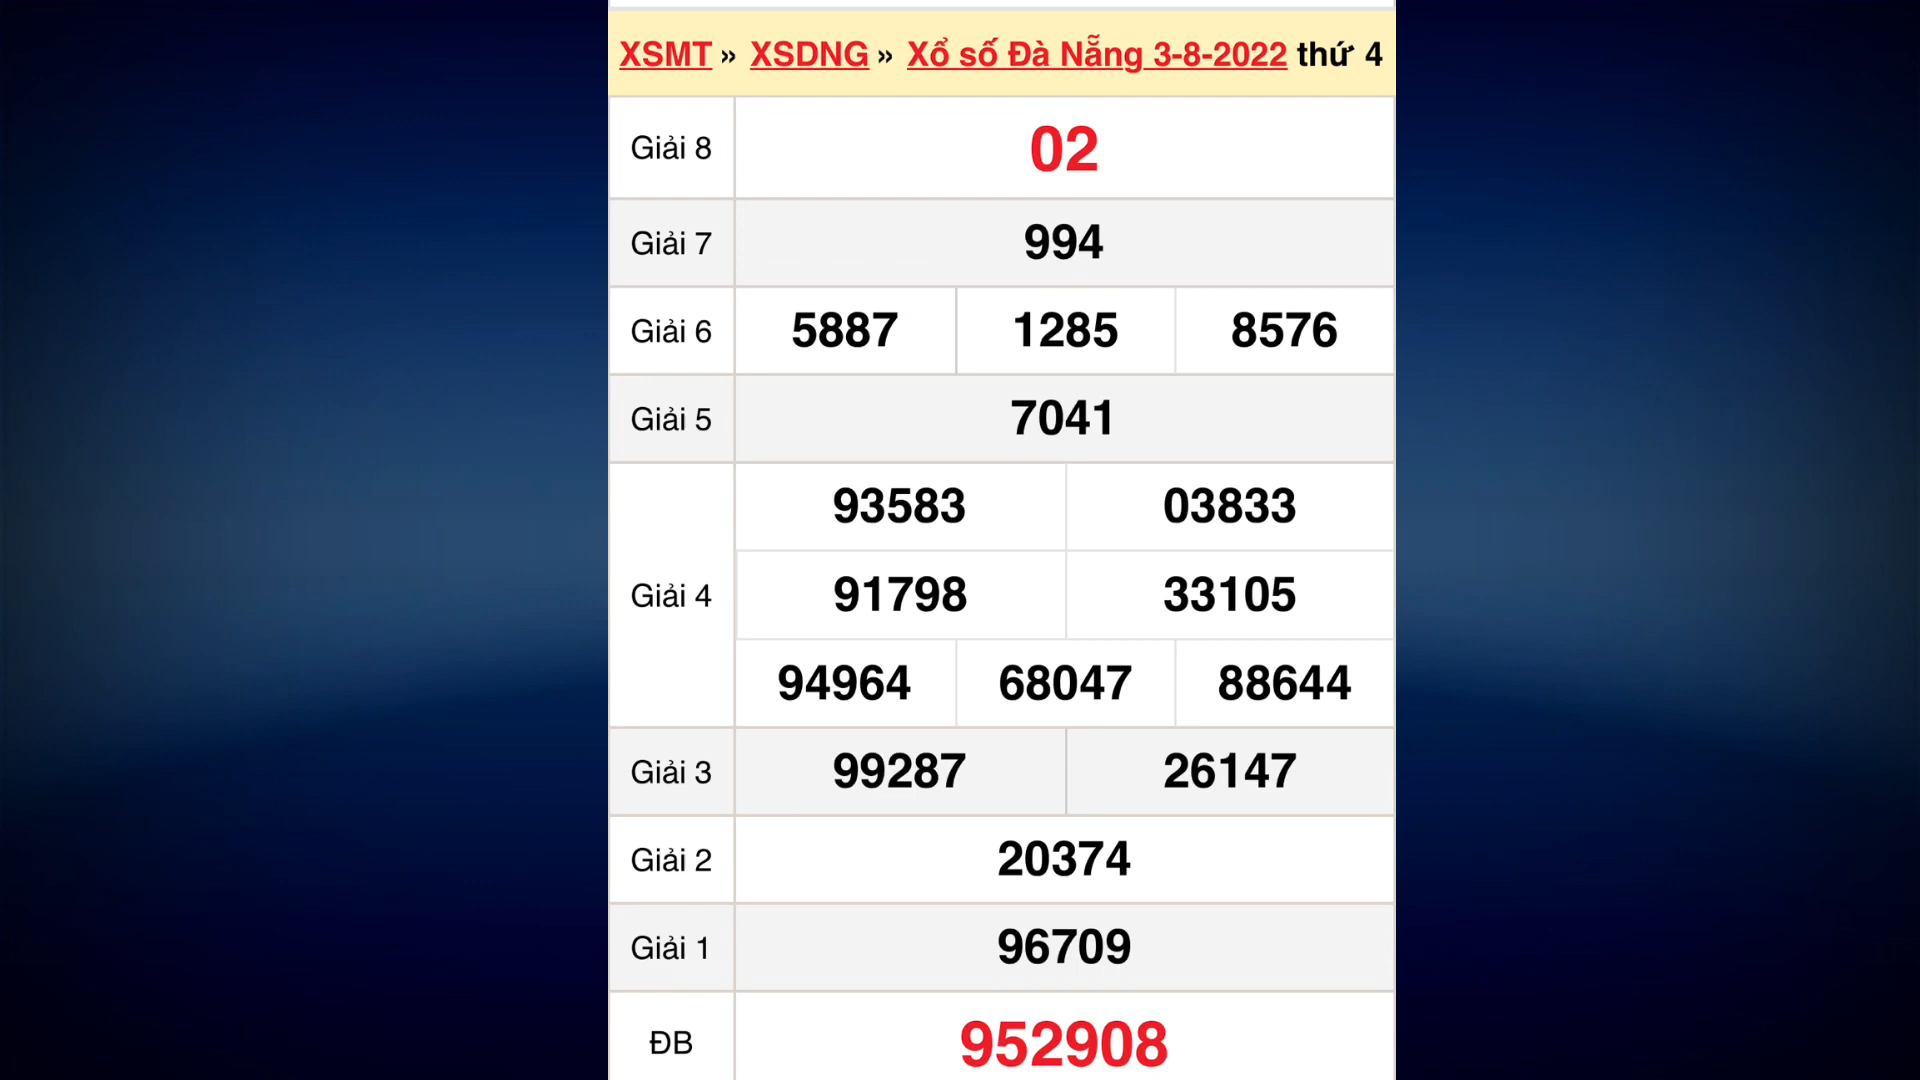 XSMT » XSDNG » Xổ số Đà Nẵng 3-8-2022 thứ 4
Giải 8 02
Giải 7 994
Giải 6 5887 1285 8576
Giải 5 7041
Giải 4 93583 03833
91798 33105
94964 68047 88644
Giải 3 99287 26147
Giải 2 20374
Giải 1 96709
ĐB 952908